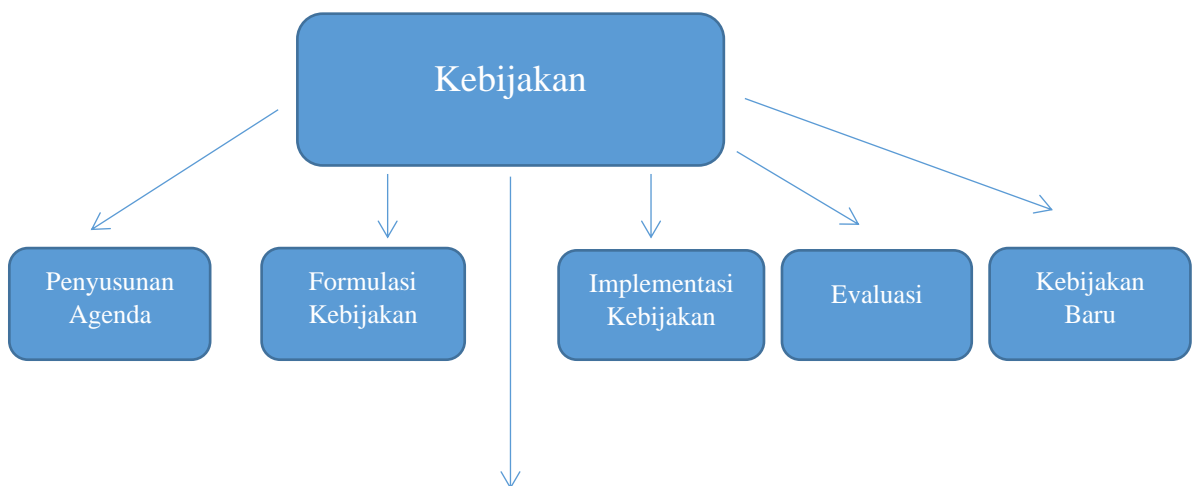 Kebijakan
Penyusunan
Agenda
Formulasi
Kebijakan
Implementasi
Kebijakan
Evaluasi
Kebijakan
Baru